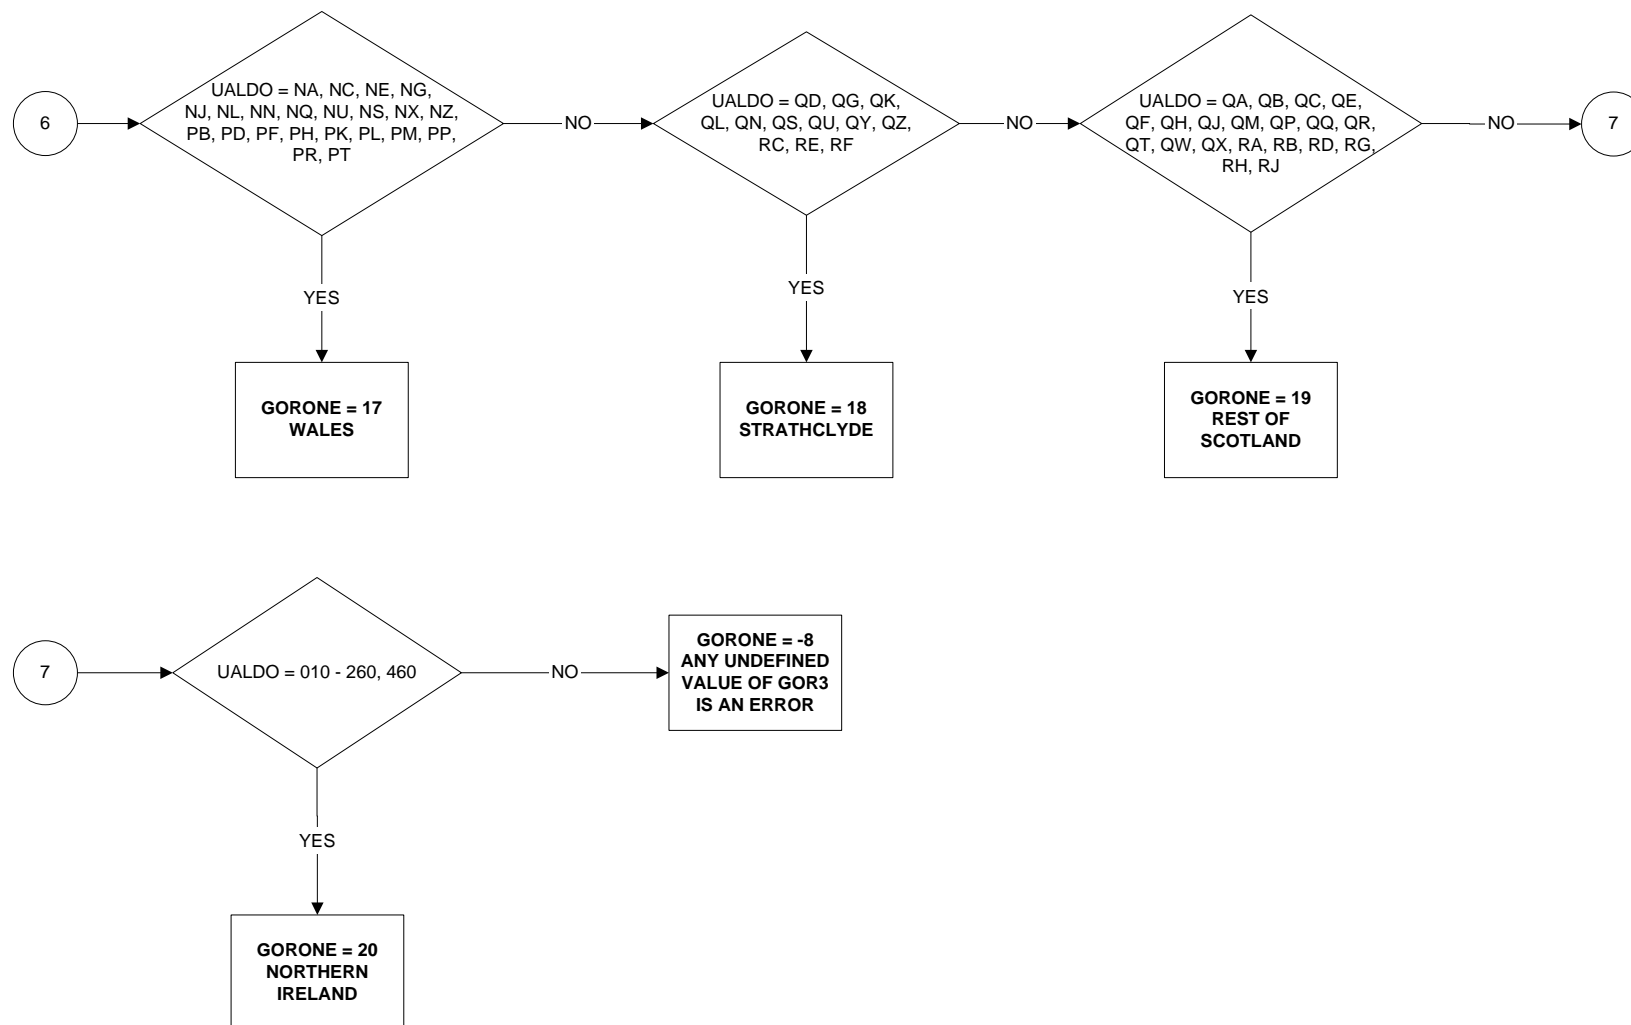 6
UALDO = NA, NC, NE, NG,
NJ, NL, NN, NQ, NU, NS, NX, NZ,
PB, PD, PF, PH, PK, PL, PM, PP,
PR, PT
NO
UALDO = QD, QG, QK,
QL, QN, QS, QU, QY, QZ,
RC, RE, RF
NO
UALDO = QA, QB, QC, QE,
QF, QH, QJ, QM, QP, QQ, QR,
QT, QW, QX, RA, RB, RD, RG,
RH, RJ
NO
7
YES
YES
YES
GORONE = 17
WALES
GORONE = 18
STRATHCLYDE
GORONE = 19
REST OF
SCOTLAND
7
UALDO = 010 - 260, 460
NO
GORONE = -8
ANY UNDEFINED
VALUE OF GOR3
IS AN ERROR
YES
GORONE = 20
NORTHERN
IRELAND